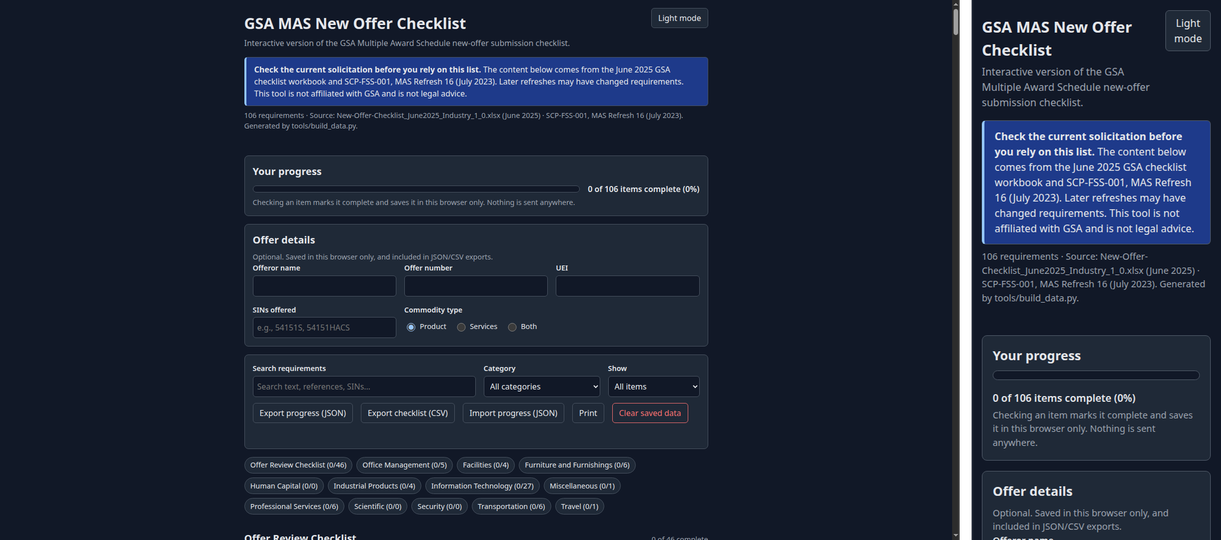 GSA MAS New Offer Checklist
Light mode
Interactive version of the GSA Multiple Award Schedule new-offer submission checklist.
Check the current solicitation before you rely on this list. The content below comes from the June 2025 GSA
checklist workbook and SCP-FSS-001, MAS Refresh 16 (July 2023). Later refreshes may have changed requirements.
This tool is not affiliated with GSA and is not legal advice.
106 requirements · Source: New-Offer-Checklist_June2025_Industry_1_0.xlsx (June 2025) · SCP-FSS-001, MAS Refresh 16 (July 2023).
Generated by tools/build_data.py.
Your progress
0 of 106 items complete (0%)
Checking an item marks it complete and saves it in this browser only. Nothing is sent anywhere.
Offer details
Optional. Saved in this browser only, and included in JSON/CSV exports.
Offeror name
Offer number
UEI
SINs offered
Commodity type
e.g., 54151S, 54151HACS
Product
Services
Both
Search requirements
Category
Show
Search text, references, SINs...
All categories
All items
Export progress (JSON)
Export checklist (CSV)
Import progress (JSON)
Print
Clear saved data
Offer Review Checklist (0/46)
Office Management (0/5)
Facilities (0/4)
Furniture and Furnishings (0/6)
Human Capital (0/0)
Industrial Products (0/4)
Information Technology (0/27)
Miscellaneous (0/1)
Professional Services (0/6)
Scientific (0/0)
Security (0/0)
Transportation (0/6)
Travel (0/1)
Offer Review Checklist
0 of 46 complete
GSA MAS New Offer
Checklist
Light
mode
Interactive version of the GSA
Multiple Award Schedule new-offer
submission checklist.
Check the current solicitation before
you rely on this list. The content below
comes from the June 2025 GSA checklist
workbook and SCP-FSS-001, MAS Refresh
16 (July 2023). Later refreshes may have
changed requirements. This tool is not
affiliated with GSA and is not legal advice.
106 requirements · Source: New-Offer-
Checklist_June2025_Industry_1_0.xlsx (June 2025) ·
SCP-FSS-001, MAS Refresh 16 (July 2023). Generated
by tools/build_data.py.
Your progress
0 of 106 items complete (0%)
Checking an item marks it complete and saves
it in this browser only. Nothing is sent
anywhere.
Offer details
Optional. Saved in this browser only, and
included in JSON/CSV exports.
Offeror name